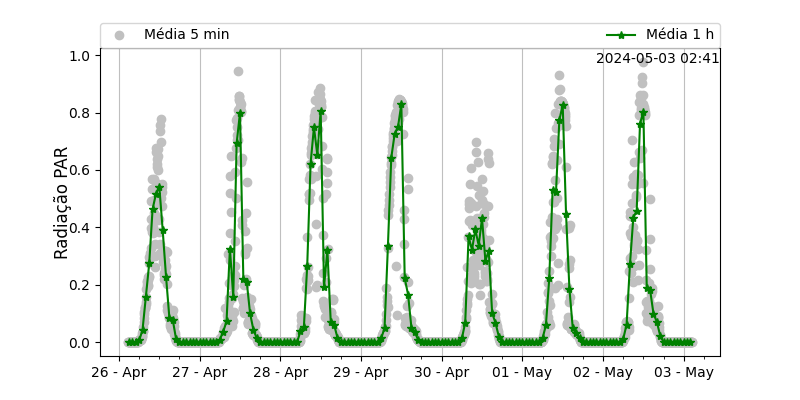 Média 5 min Média 1 h
2024-05-03 02:41
Radiação PAR
1.0
0.8
0.6
0.4
0.2
0.0
26 - Apr 27 - Apr 28 - Apr 29 - Apr 30 - Apr 01 - May 02 - May 03 - May